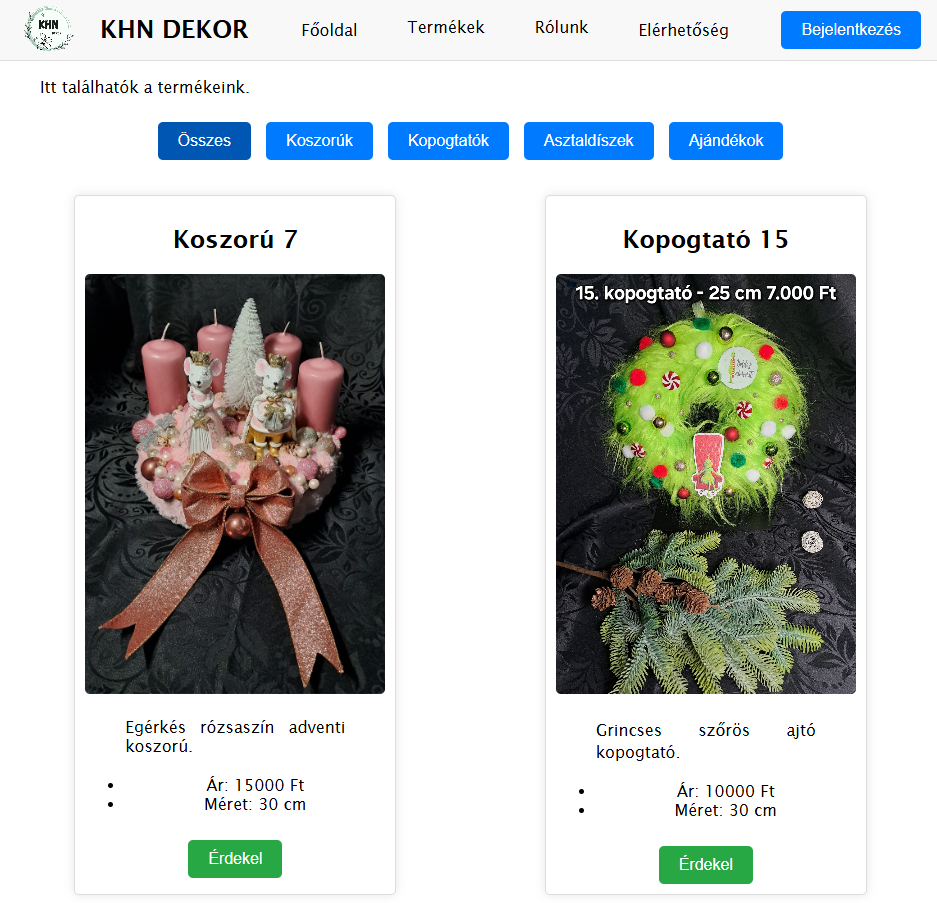 KHN
KHN DEKOR
Főoldal
Termékek
Rólunk
Elérhetőség
Bejelentkezés
Itt találhatók a termékeink.
Összes
Koszorúk
Kopogtatók
Asztaldíszek
Ajándékok
Koszorú 7
Egérkés rózsaszín adventi
koszorú.
Ár: 15000 Ft
Méret: 30 cm
Érdekel
Kopogtató 15
15. kopogtató - 25 cm 7.000 Ft
Grincses szőrös ajtó
kopogtató.
Ár: 10000 Ft
Méret: 30 cm
Érdekel